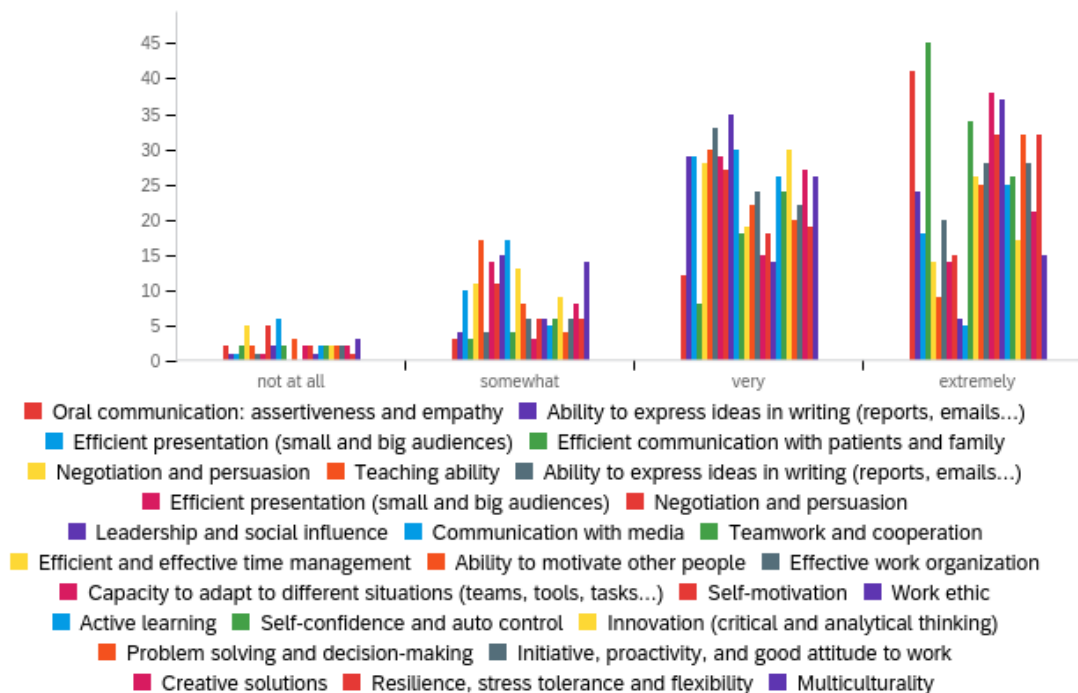 45
40
35
30
25
20
15
10
5
0
not at all somewhat very extremely
Oral communication: assertiveness and empathy Ability to express ideas in writing (reports, emails...)
Efficient presentation (small and big audiences) Efficient communication with patients and family
Negotiation and persuasion Teaching ability Ability to express ideas in writing (reports, emails...)
Efficient presentation (small and big audiences) Negotiation and persuasion
Leadership and social influence Communication with media Teamwork and cooperation
Efficient and effective time management Ability to motivate other people Effective work organization
Capacity to adapt to different situations (teams, tools, tasks...) Self-motivation Work ethic
Active learning Self-confidence and auto control Innovation (critical and analytical thinking)
Problem solving and decision-making Initiative, proactivity, and good attitude to work
Creative solutions Resilience, stress tolerance and flexibility Multiculturality